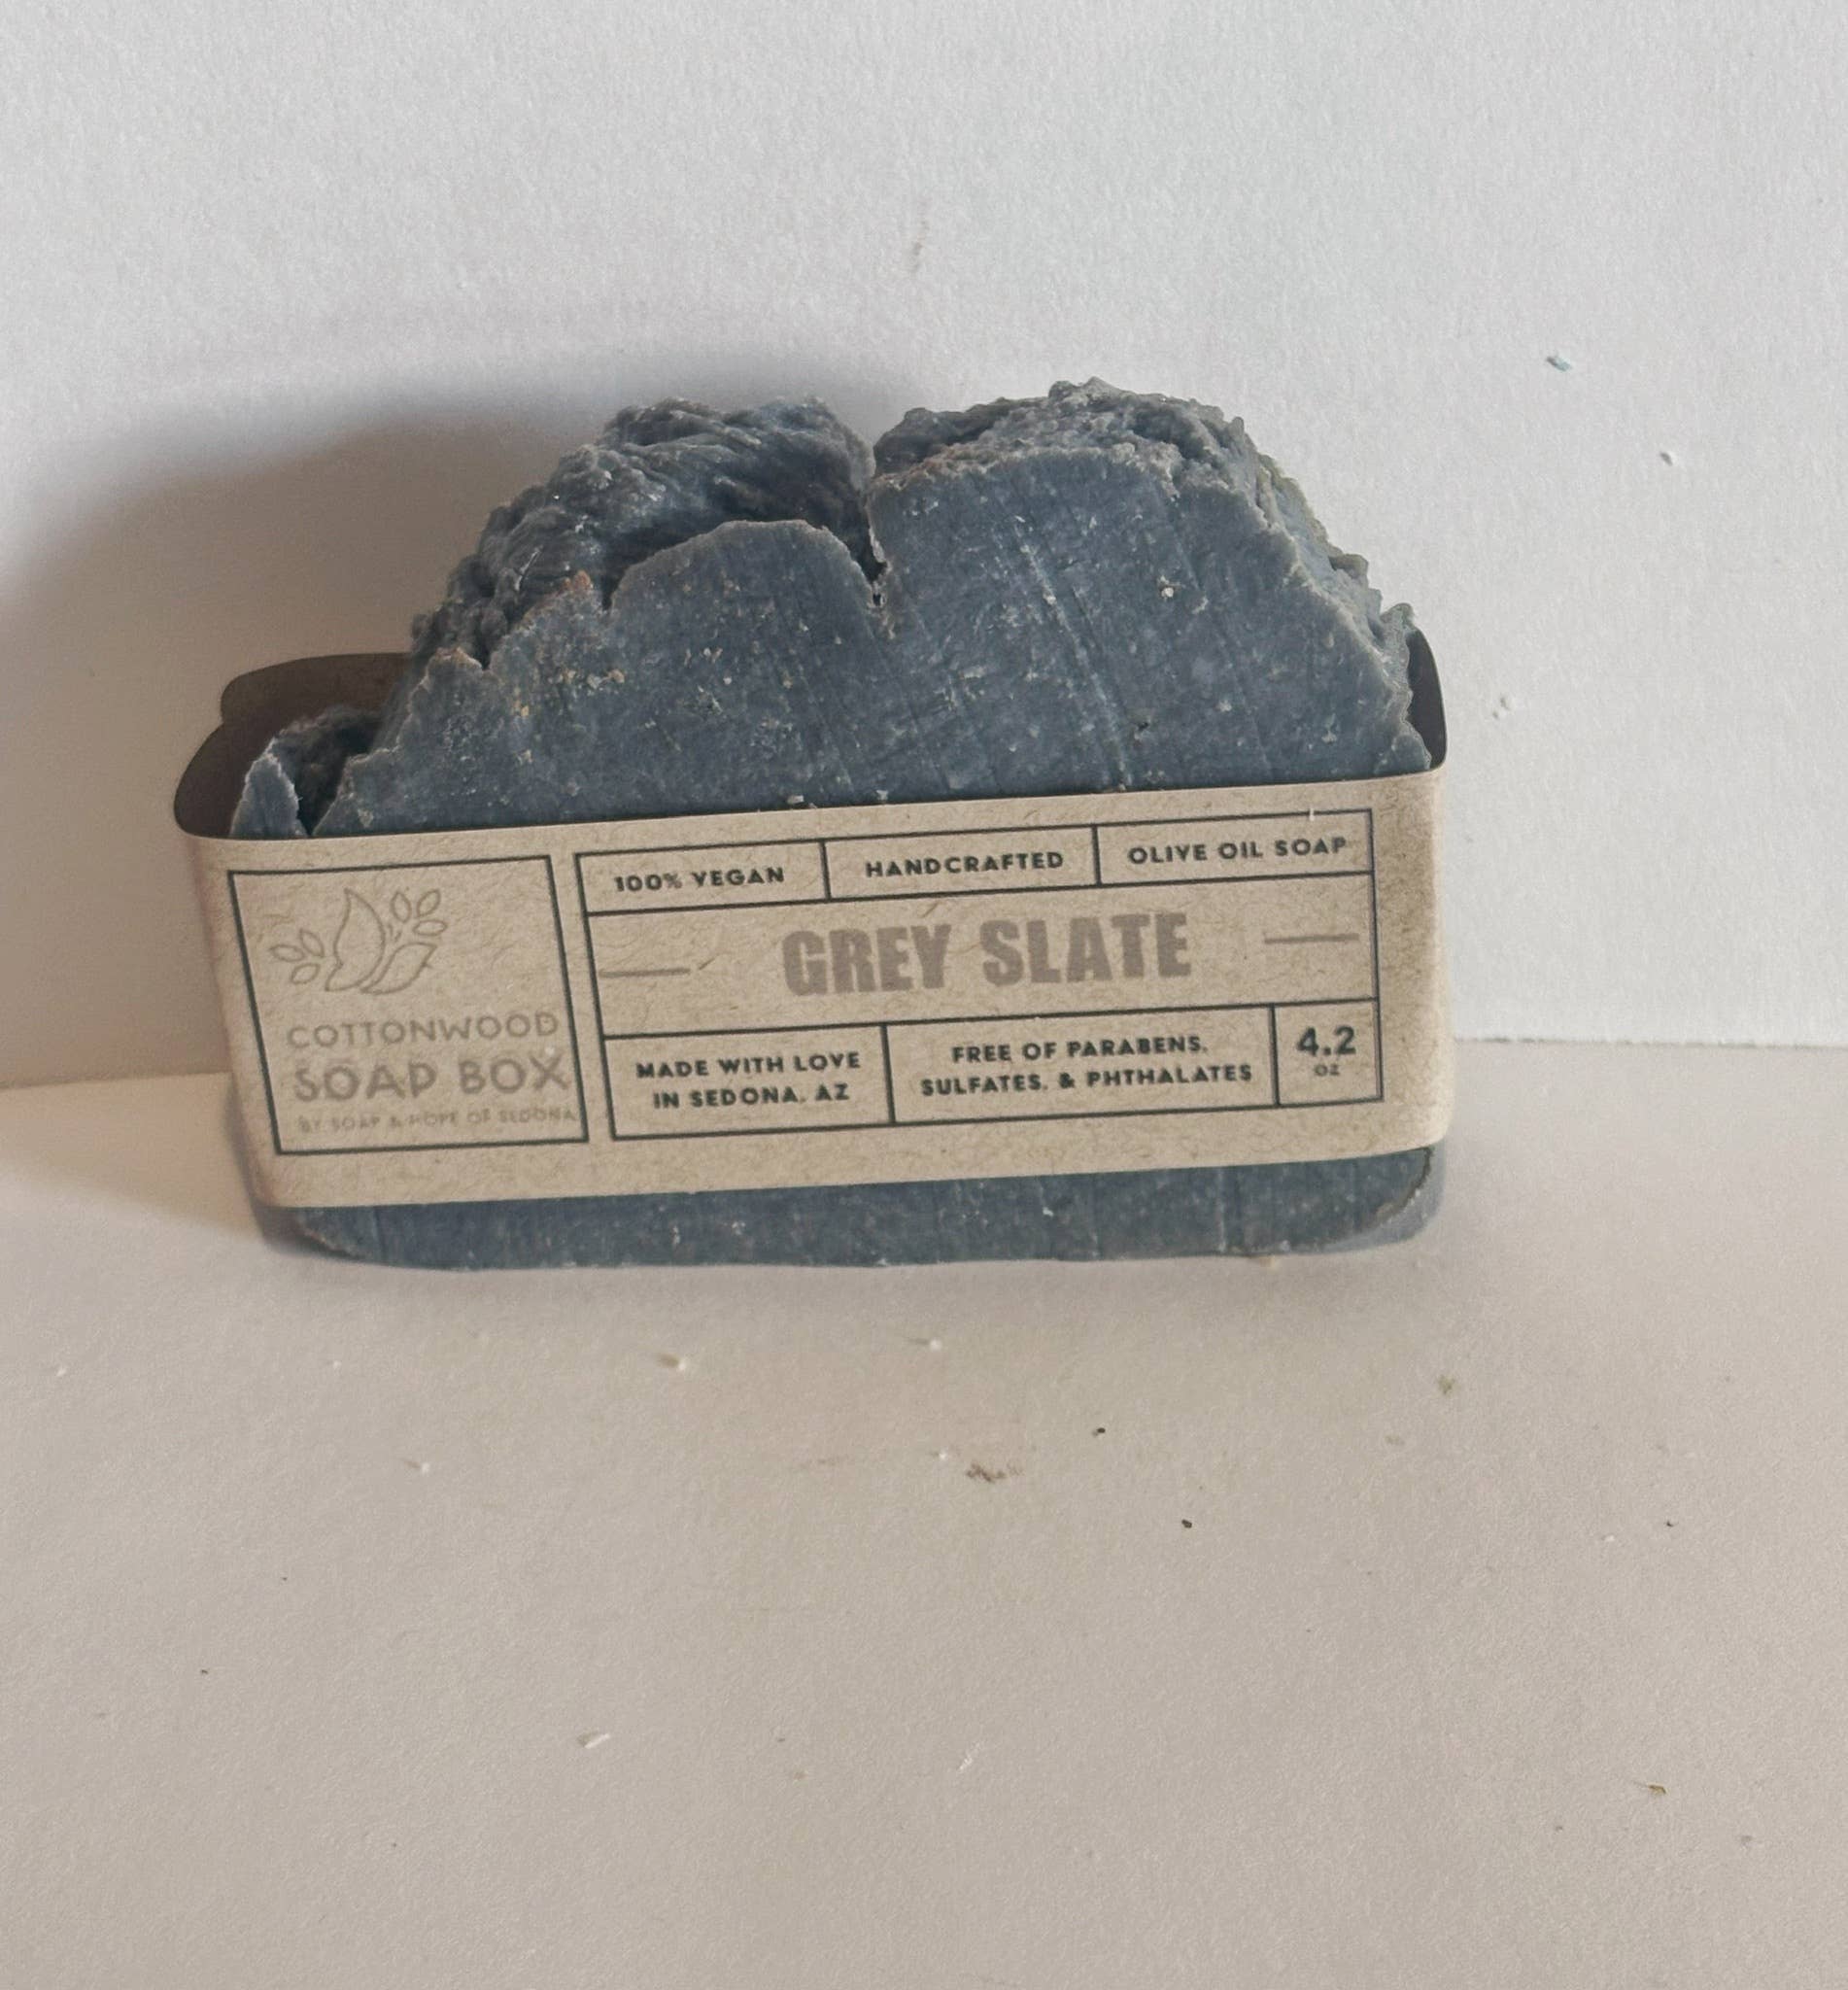 100% VEGAN
HANDCRAFTED
OLIVE OIL SOAP
GREY SLATE
COTTONWOOD
SOAP BOX
BY SOAP & HOPE OF SEDONA
MADE WITH LOVE
IN SEDONA, AZ
FREE OF PARABENS,
SULFATES, & PHTHALATES
4.2
OZ